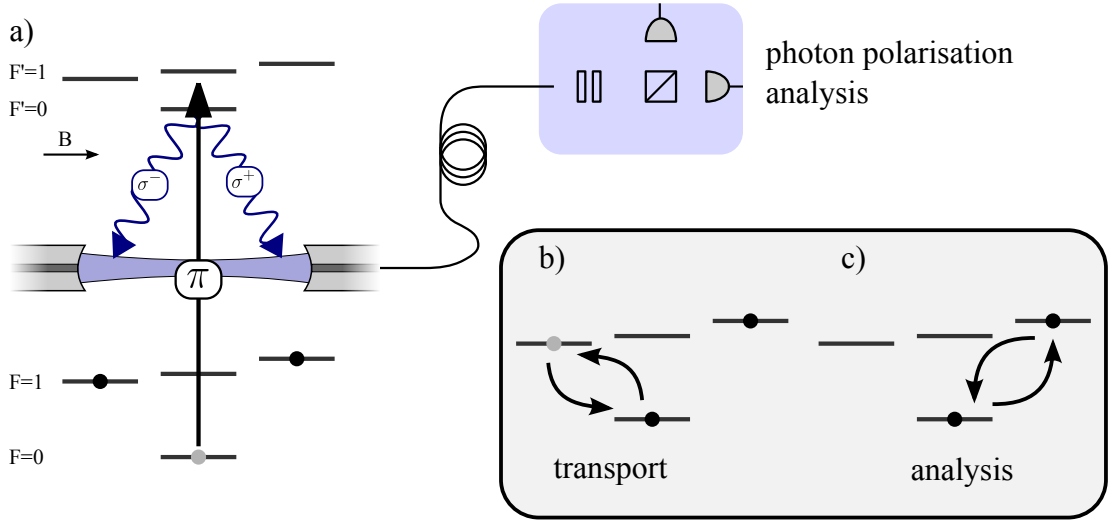 a)
F'=1
F'=0
B
σ⁻
σ⁺
π
F=1
F=0
photon polarisation
analysis
b)
c)
transport
analysis